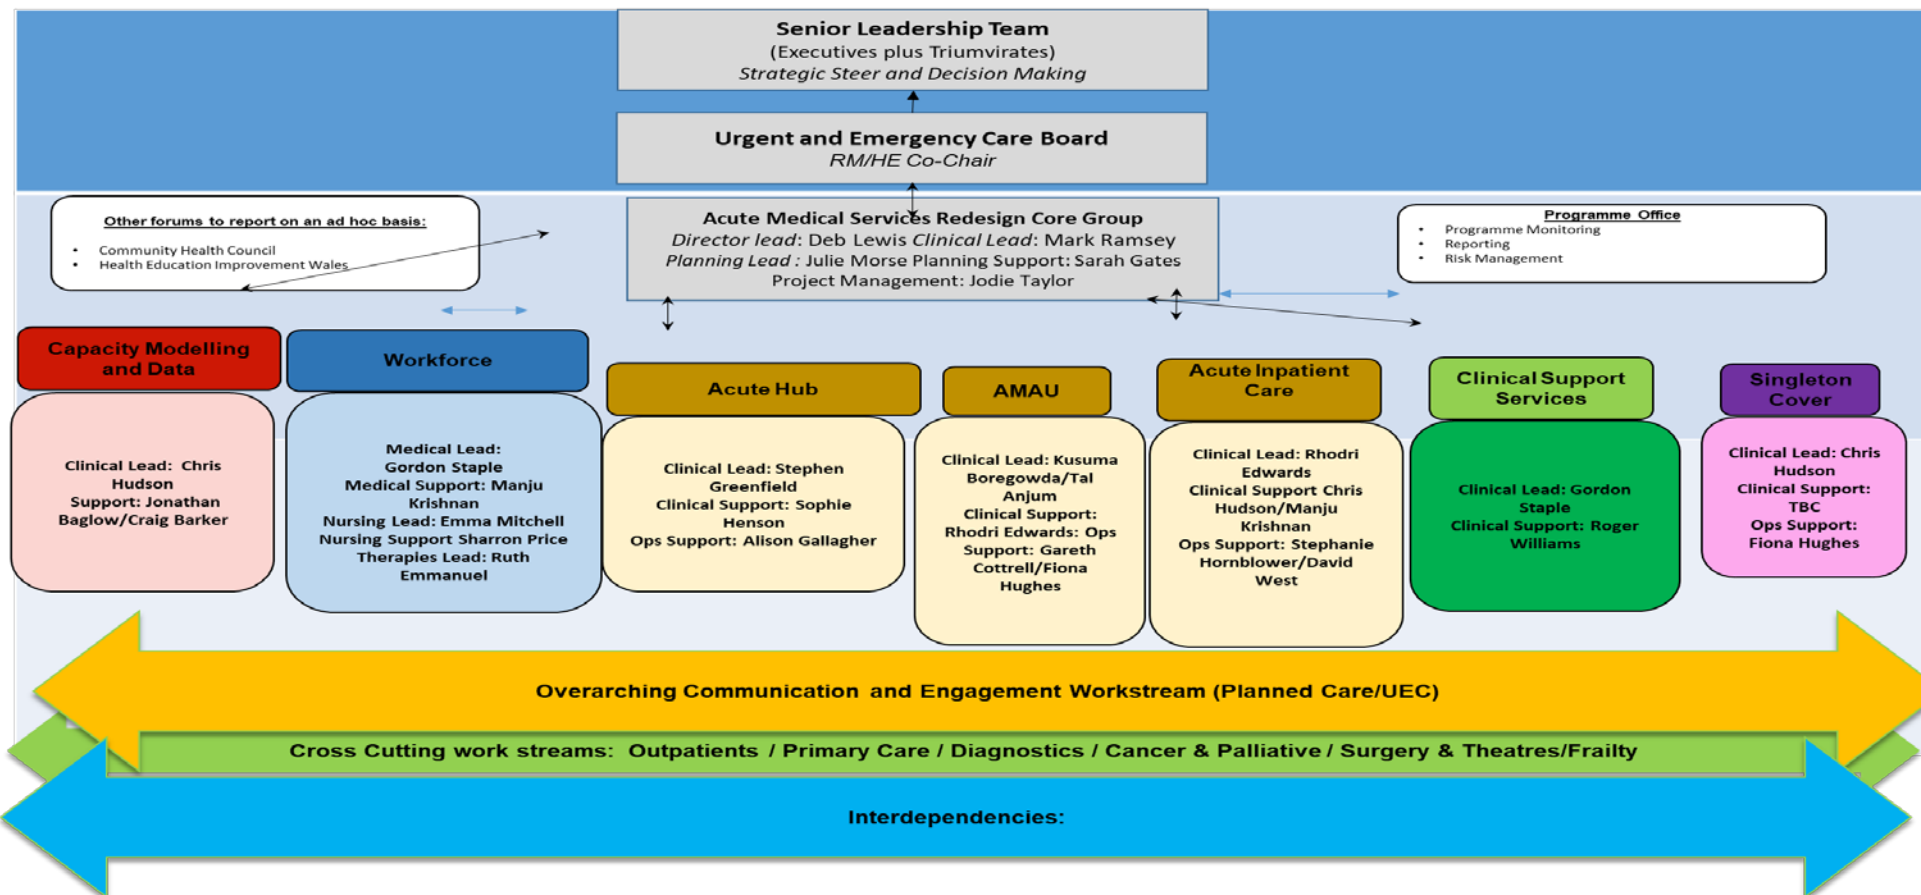 Senior Leadership Team
(Executives plus Triumvirates)
Strategic Steer and Decision Making
Urgent and Emergency Care Board
RM/HE Co-Chair
Other forums to report on an ad hoc basis:
• Community Health Council
• Health Education Improvement Wales
Acute Medical Services Redesign Core Group
Director lead: Deb Lewis Clinical Lead: Mark Ramsey
Planning Lead : Julie Morse Planning Support: Sarah Gates
Project Management: Jodie Taylor
Programme Office
• Programme Monitoring
• Reporting
• Risk Management
Capacity Modelling
and Data
Clinical Lead: Chris
Hudson
Support: Jonathan
Baglow/Craig Barker
Workforce
Medical Lead:
Gordon Staple
Medical Support: Manju
Krishnan
Nursing Lead: Emma Mitchell
Nursing Support Sharron Price
Therapies Lead: Ruth
Emmanuel
Acute Hub
Clinical Lead: Stephen
Greenfield
Clinical Support: Sophie
Henson
Ops Support: Alison Gallagher
AMAU
Clinical Lead: Kusuma
Boregowda/Tal
Anjum
Clinical Support:
Rhodri Edwards: Ops
Support: Gareth
Cottrell/Fiona
Hughes
Acute Inpatient
Care
Clinical Lead: Rhodri
Edwards
Clinical Support Chris
Hudson/Manju
Krishnan
Ops Support: Stephanie
Hornblower/David
West
Clinical Support
Services
Clinical Lead: Gordon
Staple
Clinical Support: Roger
Williams
Singleton
Cover
Clinical Lead: Chris
Hudson
Clinical Support:
TBC
Ops Support:
Fiona Hughes
Overarching Communication and Engagement Workstream (Planned Care/UEC)
Cross Cutting work streams: Outpatients / Primary Care / Diagnostics / Cancer & Palliative / Surgery & Theatres/Frailty
Interdependencies: